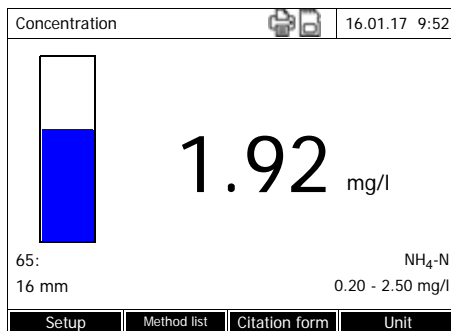 Concentration 16.01.17 9:52
1.92 mg/l
65: NH₄-N
16 mm 0.20 - 2.50 mg/l
Setup Method list Citation form Unit